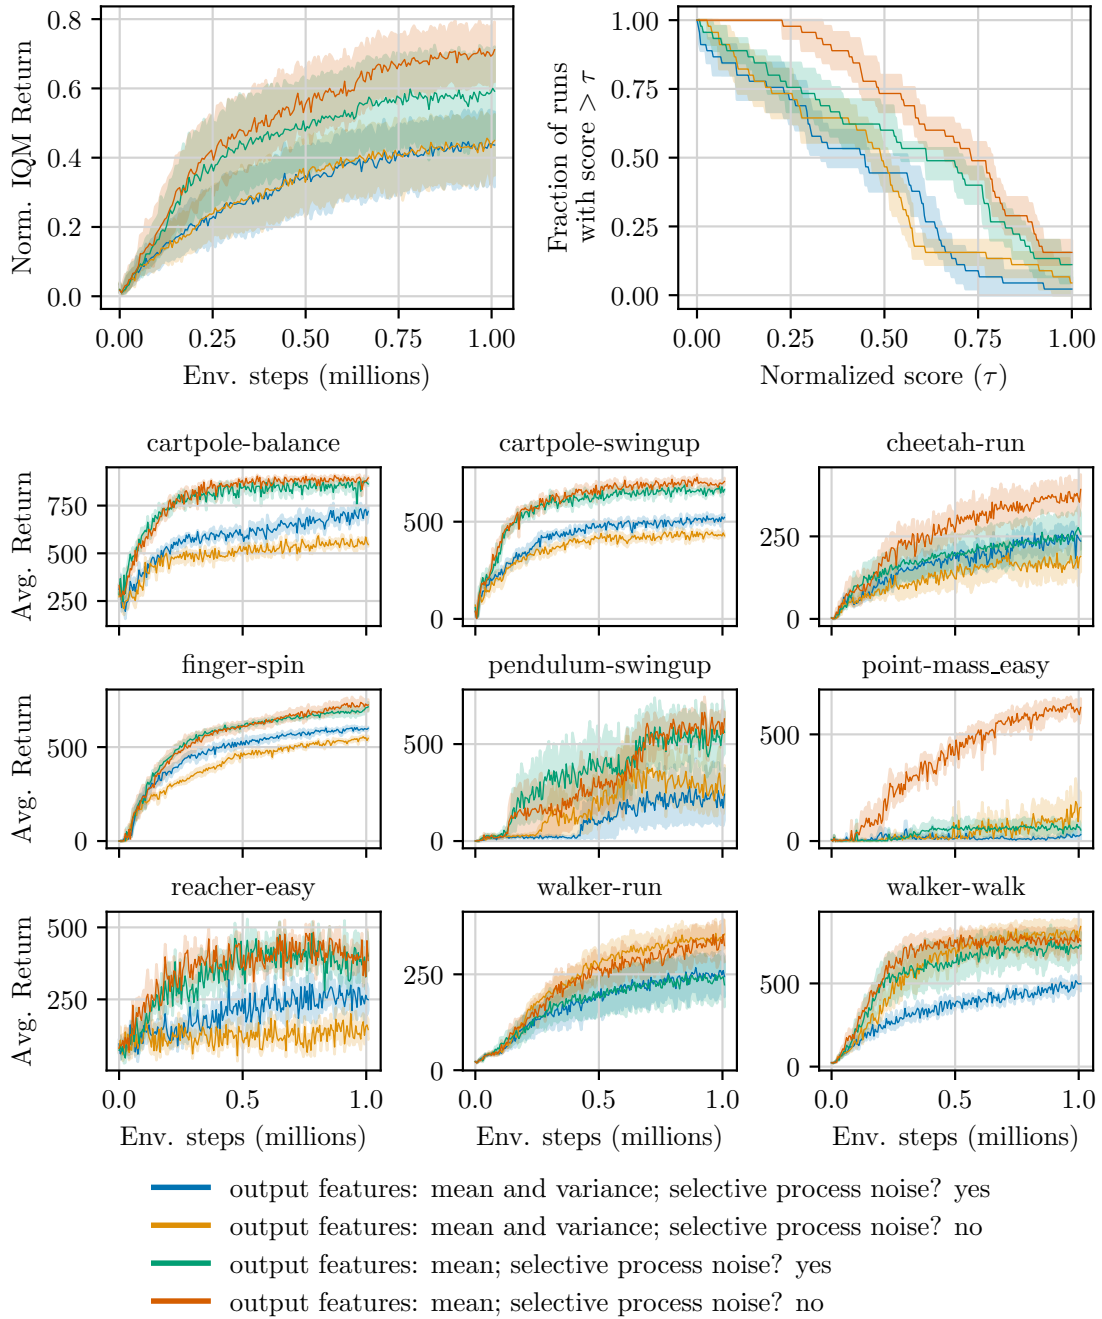 Norm. IQM Return
0.8
0.6
0.4
0.2
0.0
0.00 0.25 0.50 0.75 1.00
Env. steps (millions)
Fraction of runs
with score > τ
1.00
0.75
0.50
0.25
0.00
0.00 0.25 0.50 0.75 1.00
Normalized score (τ)
cartpole-balance
Avg. Return
750
500
250
cartpole-swingup
500
0
cheetah-run
250
0
finger-spin
Avg. Return
500
0
pendulum-swingup
500
0
point-mass_easy
500
0
reacher-easy
Avg. Return
500
250
0.0 0.5 1.0
Env. steps (millions)
walker-run
250
0
0.0 0.5 1.0
Env. steps (millions)
walker-walk
500
0
0.0 0.5 1.0
Env. steps (millions)
output features: mean and variance; selective process noise? yes
output features: mean and variance; selective process noise? no
output features: mean; selective process noise? yes
output features: mean; selective process noise? no